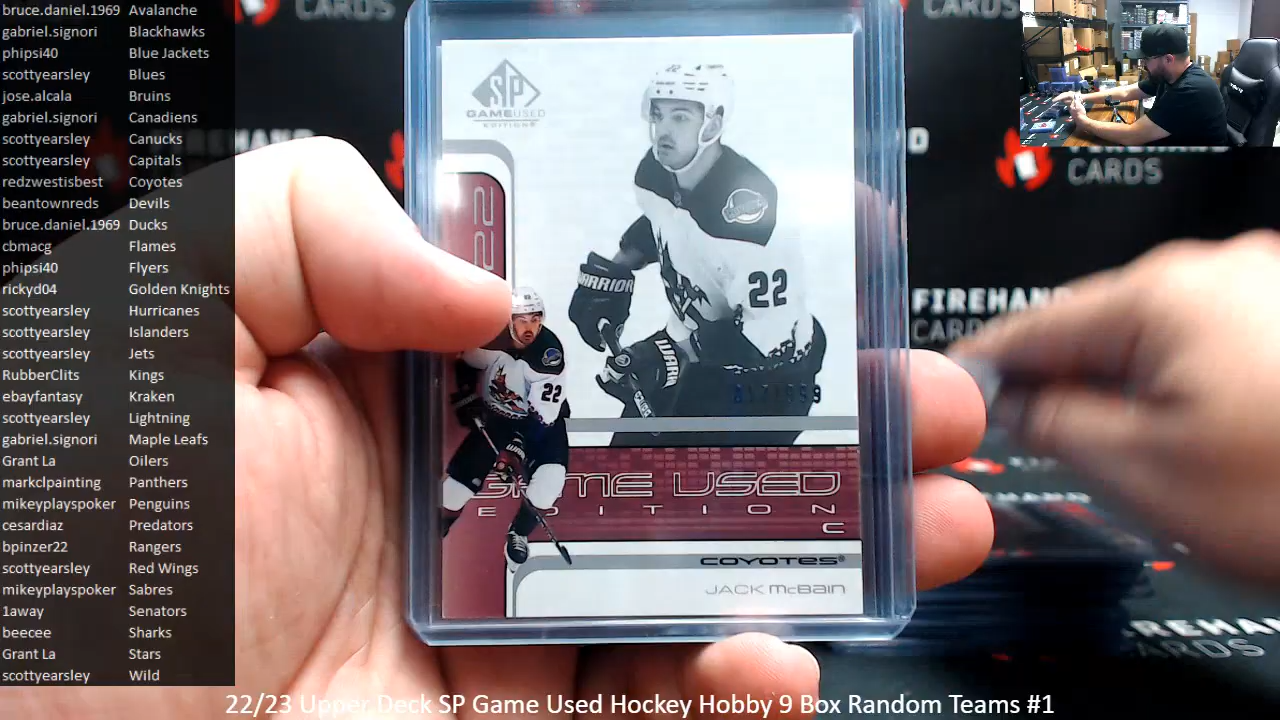 bruce.daniel.1969 Avalanche
gabriel.signori Blackhawks
phipsi40 Blue Jackets
scottyearsley Blues
jose.alcala Bruins
gabriel.signori Canadiens
scottyearsley Canucks
scottyearsley Capitals
redzwestisbest Coyotes
beantownreds Devils
bruce.daniel.1969 Ducks
cbmacg Flames
phipsi40 Flyers
rickyd04 Golden Knights
scottyearsley Hurricanes
scottyearsley Islanders
scottyearsley Jets
RubberClits Kings
ebayfantasy Kraken
scottyearsley Lightning
gabriel.signori Maple Leafs
Grant La Oilers
markclpainting Panthers
mikeyplayspoker Penguins
cesardiaz Predators
bpinzer22 Rangers
scottyearsley Red Wings
mikeyplayspoker Sabres
1away Senators
beecee Sharks
Grant La Stars
scottyearsley Wild
CARDS
CARDS
CARDS
FIREHAND
CARDS
SP
GAME USED
EDITION
22
22
WARRIOR
22
22
GAME USED
EDITION
C
COYOTES
JACK McBAIN
22/23 Upper Deck SP Game Used Hockey Hobby 9 Box Random Teams #1